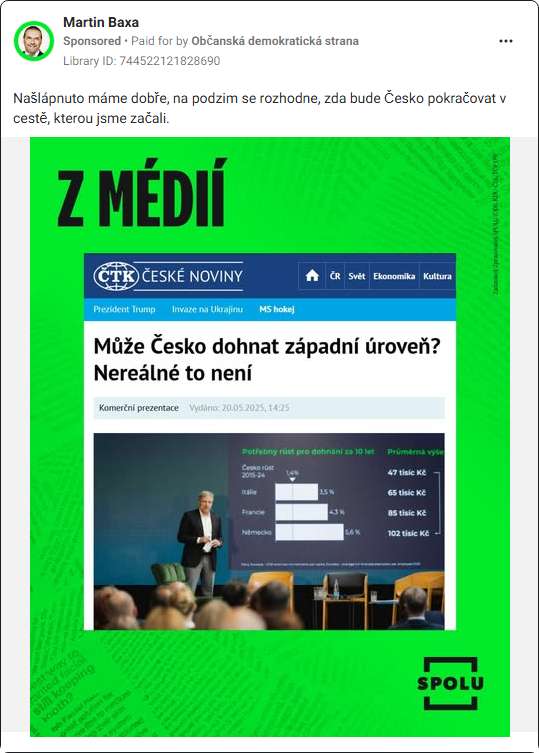 Martin Baxa
Sponsored • Paid for by Občanská demokratická strana
Library ID: 744522121828690
Našlápnuto máme dobře, na podzim se rozhodne, zda bude Česko pokračovat v
cestě, kterou jsme začali.
Z MÉDIÍ
ČTK ČESKÉ NOVINY
ČR Svět Ekonomika Kultura
Prezident Trump Invaze na Ukrajinu MS hokej
Může Česko dohnat západní úroveň?
Nereálné to není
Komerční prezentace Vydáno: 20.05.2025, 14:25
Potřebný růst pro dohnání za 10 let Průměrná výše
Česko růst
2015-24
1,4%
47 tisíc Kč
Itálie 3,5 % 65 tisíc Kč
Francie 4,3 % 85 tisíc Kč
Německo 5,6 % 102 tisíc Kč
SPOLU